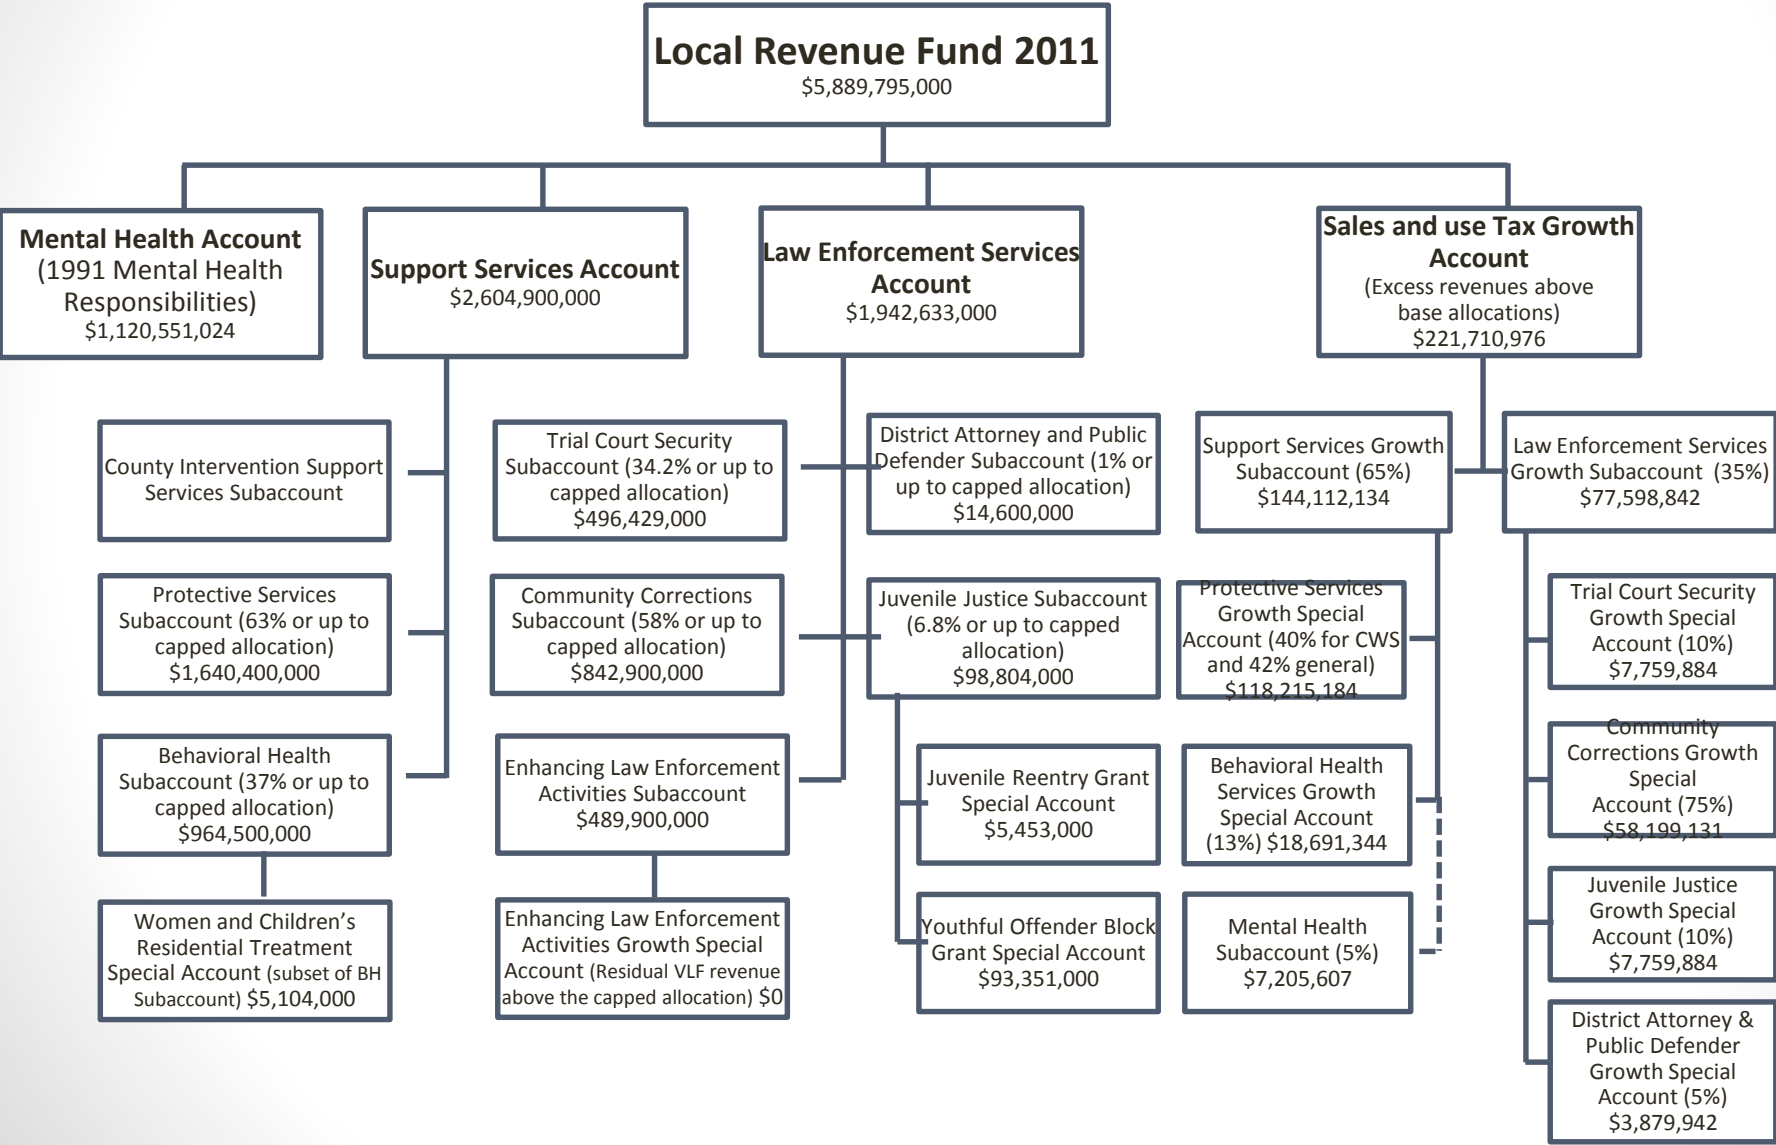 Local Revenue Fund 2011
$5,889,795,000
Mental Health Account
(1991 Mental Health
Responsibilities)
$1,120,551,024
Support Services Account
$2,604,900,000
Law Enforcement Services
Account
$1,942,633,000
Sales and use Tax Growth
Account
(Excess revenues above
base allocations)
$221,710,976
County Intervention Support
Services Subaccount
Protective Services
Subaccount (63% or up to
capped allocation)
$1,640,400,000
Behavioral Health
Subaccount (37% or up to
capped allocation)
$964,500,000
Women and Children’s
Residential Treatment
Special Account (subset of BH
Subaccount) $5,104,000
Trial Court Security
Subaccount (34.2% or up to
capped allocation)
$496,429,000
Community Corrections
Subaccount (58% or up to
capped allocation)
$842,900,000
Enhancing Law Enforcement
Activities Subaccount
$489,900,000
Enhancing Law Enforcement
Activities Growth Special
Account (Residual VLF revenue
above the capped allocation) $0
District Attorney and Public
Defender Subaccount (1% or
up to capped allocation)
$14,600,000
Juvenile Justice Subaccount
(6.8% or up to capped
allocation)
$98,804,000
Juvenile Reentry Grant
Special Account
$5,453,000
Youthful Offender Block
Grant Special Account
$93,351,000
Support Services Growth
Subaccount (65%)
$144,112,134
Protective Services
Growth Special
Account (40% for CWS
and 42% general)
$118,215,184
Behavioral Health
Services Growth
Special Account
(13%) $18,691,344
Mental Health
Subaccount (5%)
$7,205,607
Law Enforcement Services
Growth Subaccount (35%)
$77,598,842
Trial Court Security
Growth Special
Account (10%)
$7,759,884
Community
Corrections Growth
Special
Account (75%)
$58,199,131
Juvenile Justice
Growth Special
Account (10%)
$7,759,884
District Attorney &
Public Defender
Growth Special
Account (5%)
$3,879,942